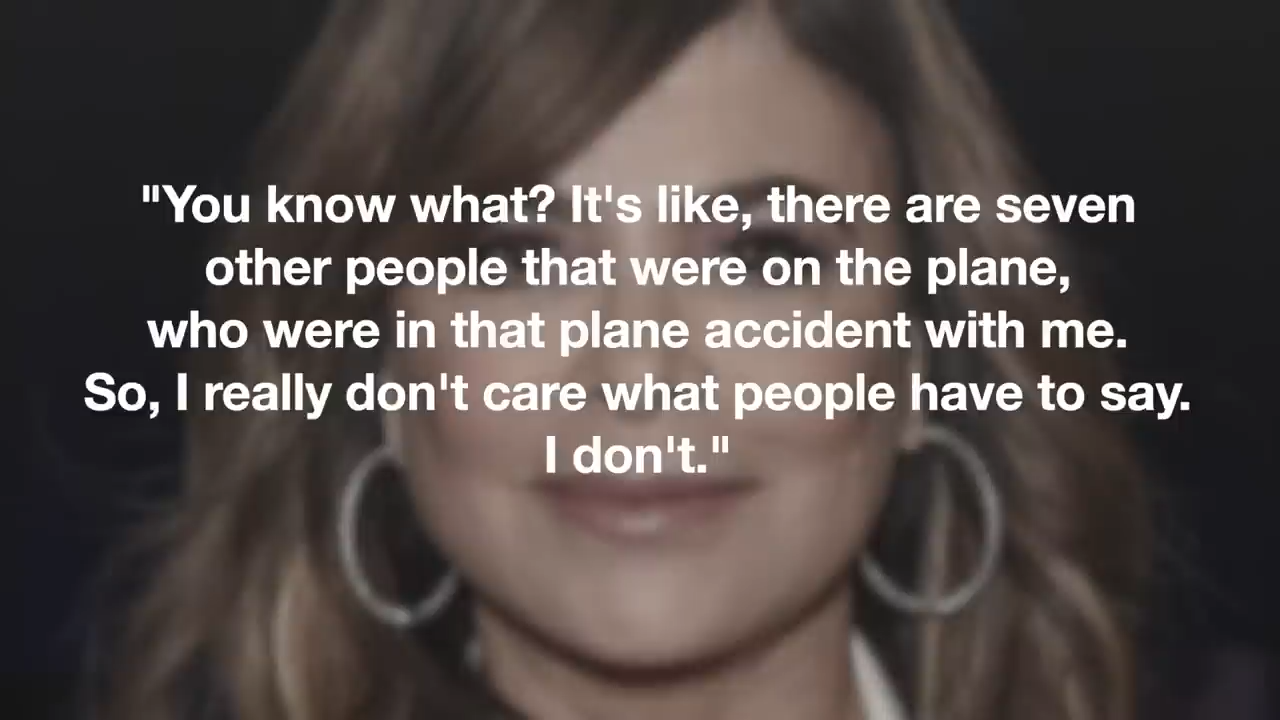 "You know what? It's like, there are seven
other people that were on the plane,
who were in that plane accident with me.
So, I really don't care what people have to say.
I don't."